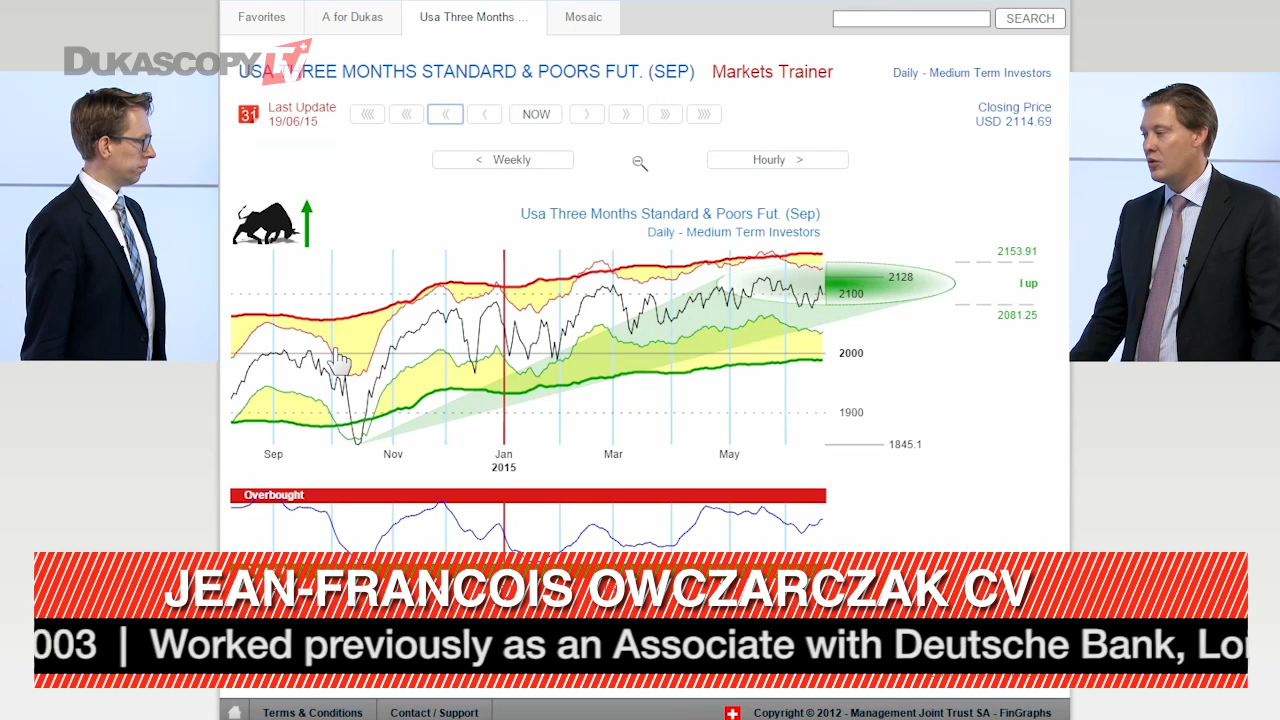 Favorites
A for Dukas
Usa Three Months ...
Mosaic
SEARCH
DUKASCOPY TV
USA THREE MONTHS STANDARD & POORS FUT. (SEP)
Markets Trainer
Daily - Medium Term Investors
31
Last Update
19/06/15
NOW
Closing Price
USD 2114.69
< Weekly
Hourly >
Usa Three Months Standard & Poors Fut. (Sep)
Daily - Medium Term Investors
2153.91
2128
I up
2100
2081.25
2000
1900
1845.1
Sep
Nov
Jan
Mar
May
2015
Overbought
JEAN-FRANCOIS OWCZARCZAK CV
003 | Worked previously as an Associate with Deutsche Bank, Lo
Terms & Conditions
Contact / Support
Copyright © 2012 - Management Joint Trust SA - FinGraphs